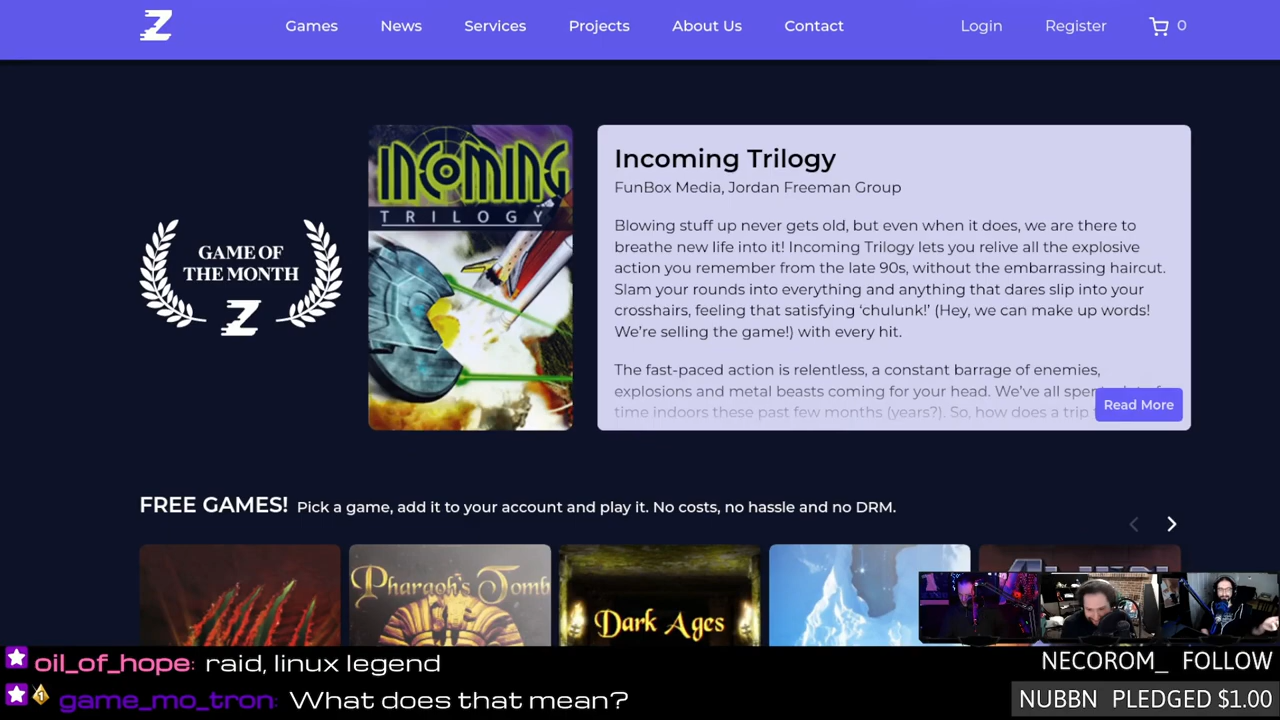 Z
Games News Services Projects About Us Contact Login Register 0
INCOMING
TRILOGY
GAME OF
THE MONTH
Z
Incoming Trilogy
FunBox Media, Jordan Freeman Group
Blowing stuff up never gets old, but even when it does, we are there to
breathe new life into it! Incoming Trilogy lets you relive all the explosive
action you remember from the late 90s, without the embarrassing haircut.
Slam your rounds into everything and anything that dares slip into your
crosshairs, feeling that satisfying ‘chulunk!’ (Hey, we can make up words!
We’re selling the game!) with every hit.
The fast-paced action is relentless, a constant barrage of enemies,
explosions and metal beasts coming for your head. We’ve all
time indoors these past few months (years?). So, how does a trip
Read More
FREE GAMES! Pick a game, add it to your account and play it. No costs, no hassle and no DRM.
Pharaoh's Tomb
Dark Ages
oil_of_hope: raid, linux legend
game_mo_tron: What does that mean?
NECOROM_ FOLLOW
NUBBN PLEDGED $1.00